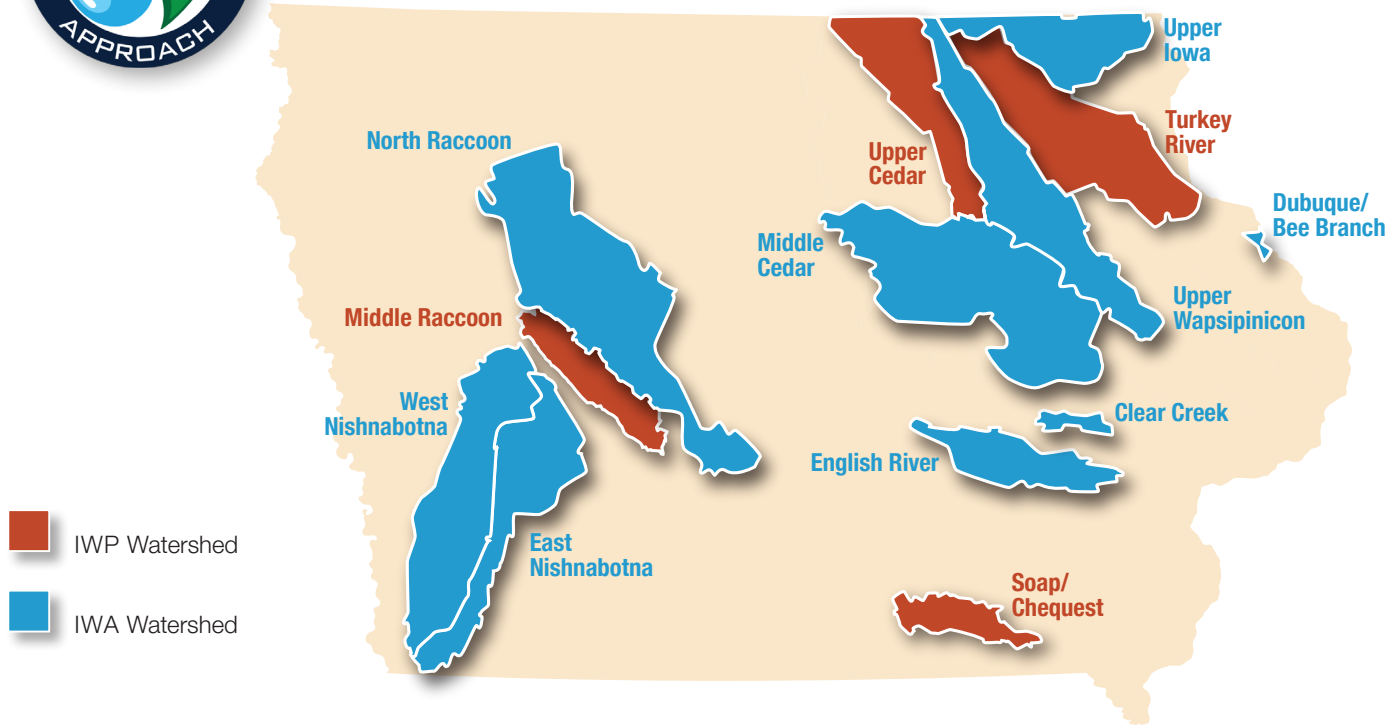 APPROACH
Upper
Iowa
North Raccoon
Turkey
River
Upper
Cedar
Dubuque/
Bee Branch
Middle
Cedar
Upper
Wapsipinicon
Middle Raccoon
West
Nishnabotna
Clear Creek
English River
East
Nishnabotna
Soap/
Chequest
IWP Watershed
IWA Watershed